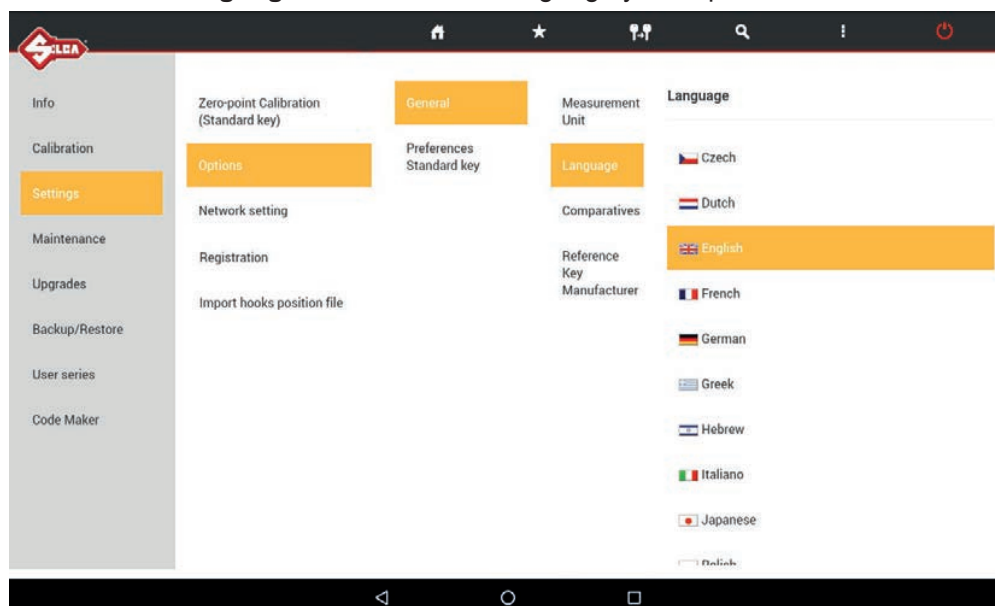 SILCA
Info
Calibration
Settings
Maintenance
Upgrades
Backup/Restore
User series
Code Maker
Zero-point Calibration
(Standard key)
Options
Network setting
Registration
Import hooks position file
General
Preferences
Standard key
Measurement
Unit
Language
Comparatives
Reference
Key
Manufacturer
Language
Czech
Dutch
English
French
German
Greek
Hebrew
Italiano
Japanese
Polish